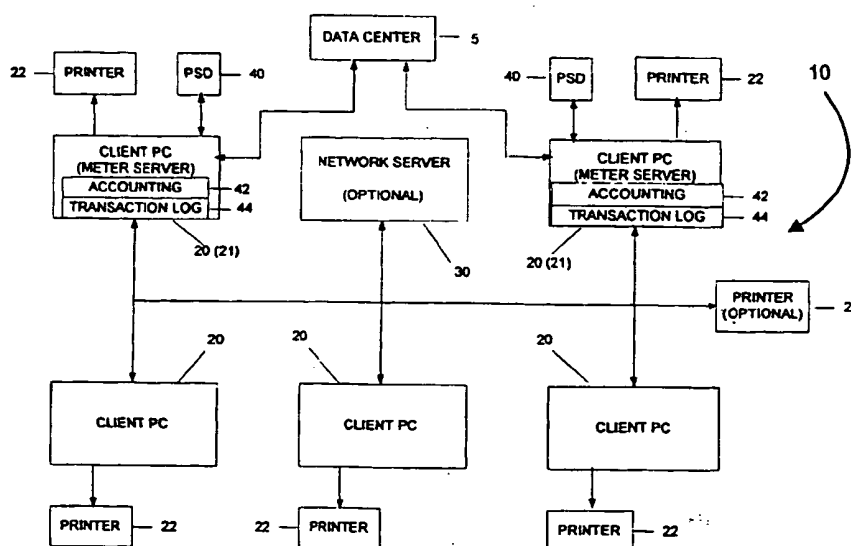 DATA CENTER 5
22 PRINTER
PSD 40
40 PSD
PRINTER 22
10
CLIENT PC
(METER SERVER)
ACCOUNTING 42
TRANSACTION LOG 44
20 (21)
NETWORK SERVER
(OPTIONAL)
30
CLIENT PC
(METER SERVER)
ACCOUNTING 42
TRANSACTION LOG 44
20 (21)
PRINTER
(OPTIONAL)
20
CLIENT PC
PRINTER 22
20
CLIENT PC
22 PRINTER
20
CLIENT PC
PRINTER 22